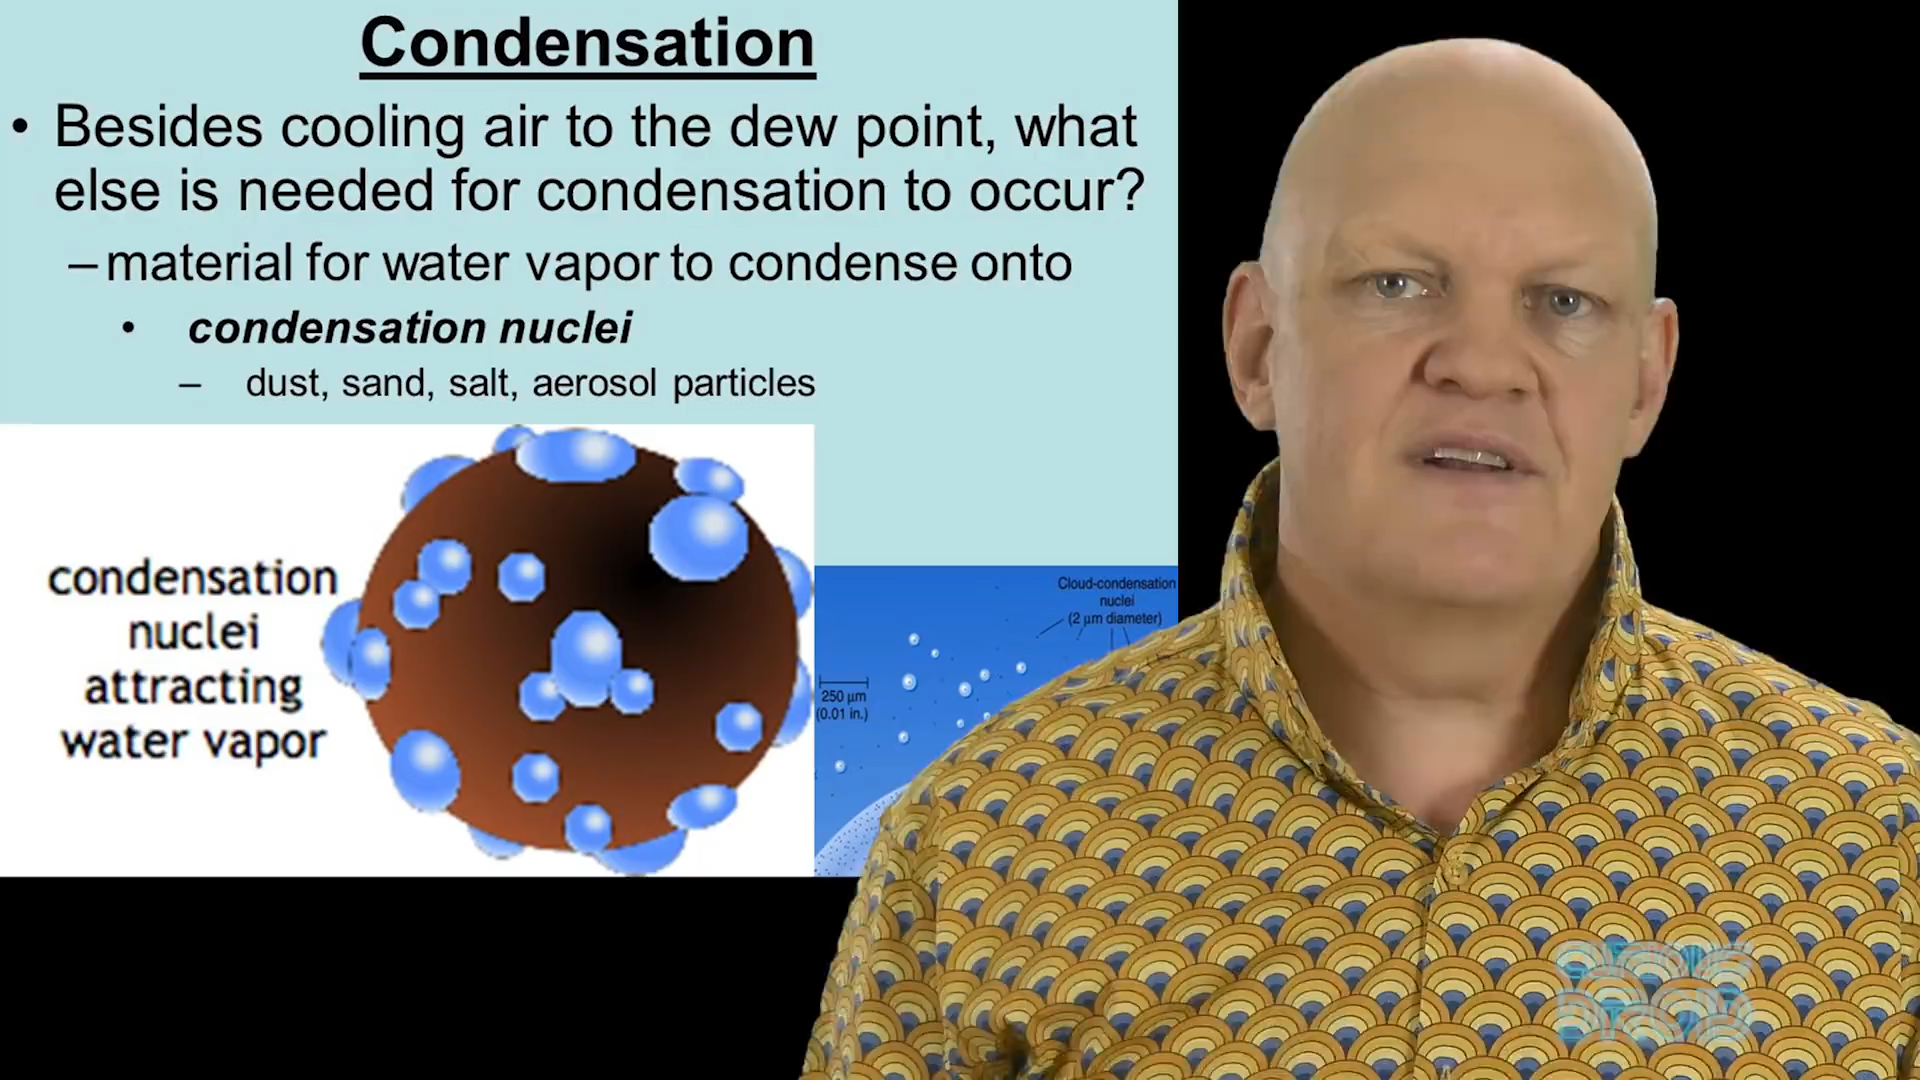 Condensation
• Besides cooling air to the dew point, what
else is needed for condensation to occur?
– material for water vapor to condense onto
• condensation nuclei
– dust, sand, salt, aerosol particles
condensation
nuclei
attracting
water vapor
Cloud-condensation
nuclei
(2 µm diameter)
250 µm
(0.01 in.)
CURIOUS
DROID